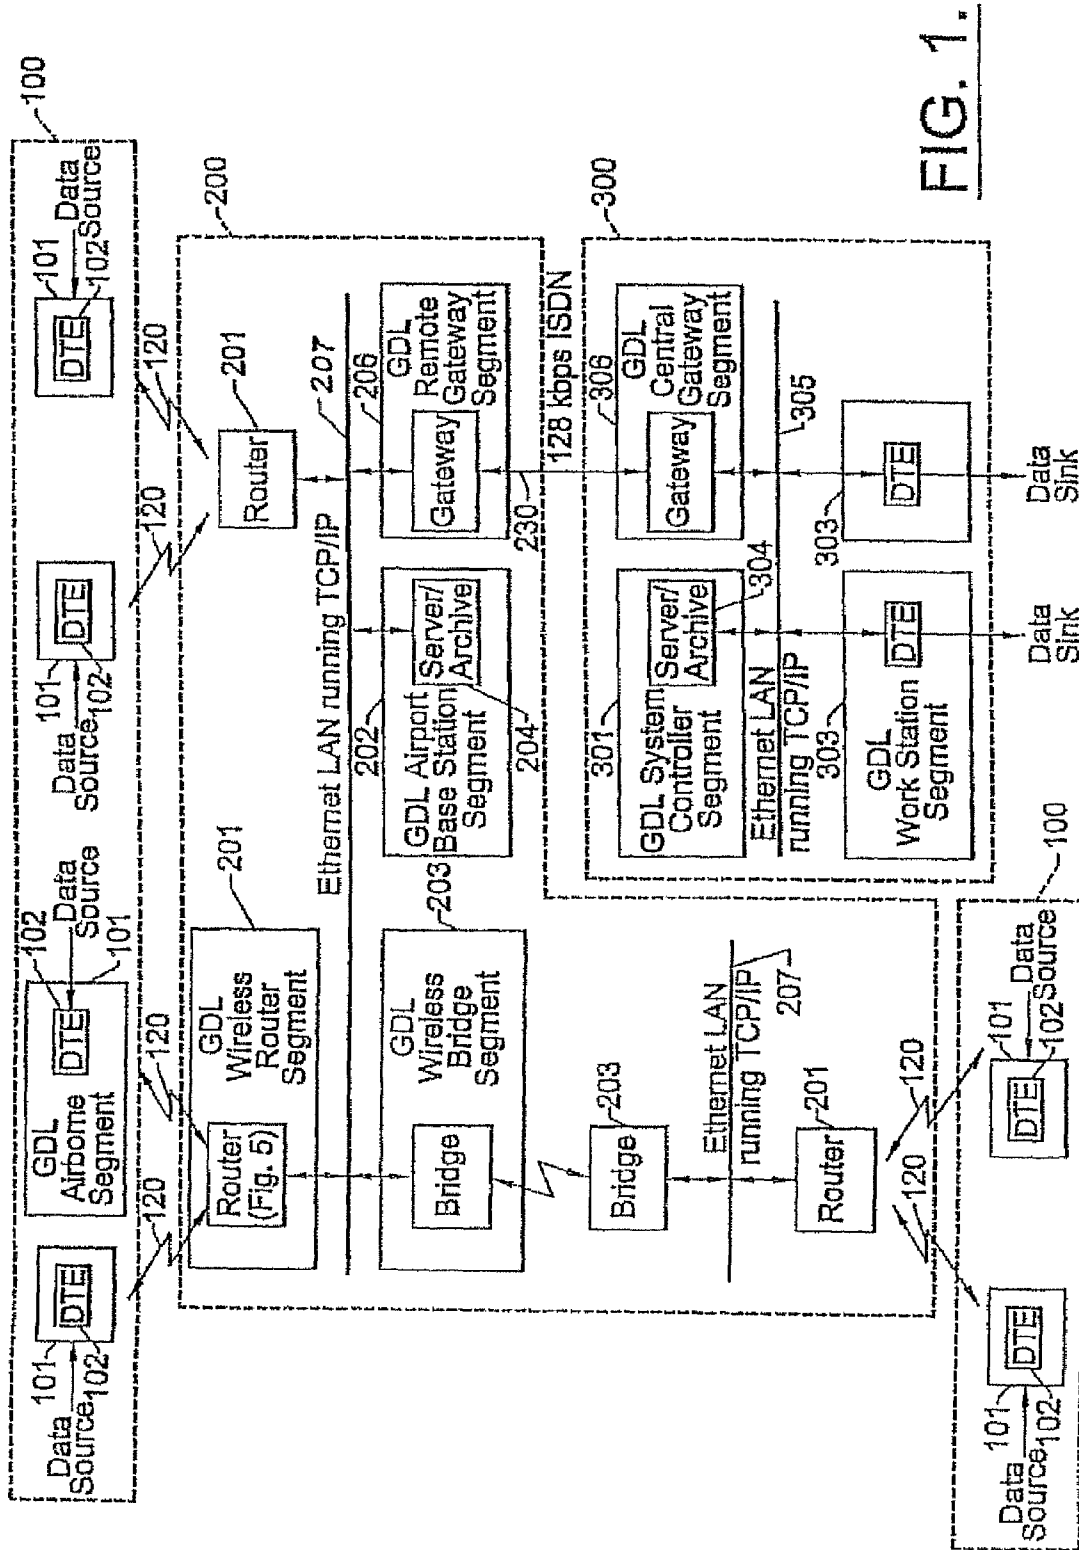 100
Data
Source
101
102
DTE
GDL
Airborne
Segment
102
DTE
Data
Source
101
Data
Source
101
102
DTE
101
DTE
102
Data
Source
120
120
120
120
200
GDL
Wireless
Router
Segment
Router
(Fig. 5)
201
Router
201
Ethernet LAN running TCP/IP
207
GDL
Wireless
Bridge
Segment
Bridge
203
202
GDL Airport
Base Station
Segment
Server/
Archive
204
206
GDL
Remote
Gateway
Segment
Gateway
230
128 kbps ISDN
Bridge
203
Ethernet LAN
running TCP/IP
207
Router
201
300
301
GDL System
Controller
Segment
Server/
Archive
304
306
GDL
Central
Gateway
Segment
Gateway
Ethernet LAN
running TCP/IP
305
303
GDL
Work Station
Segment
DTE
303
DTE
Data
Sink
Data
Sink
120
120
100
Data
Source
101
102
DTE
101
DTE
102
Data
Source
FIG. 1.